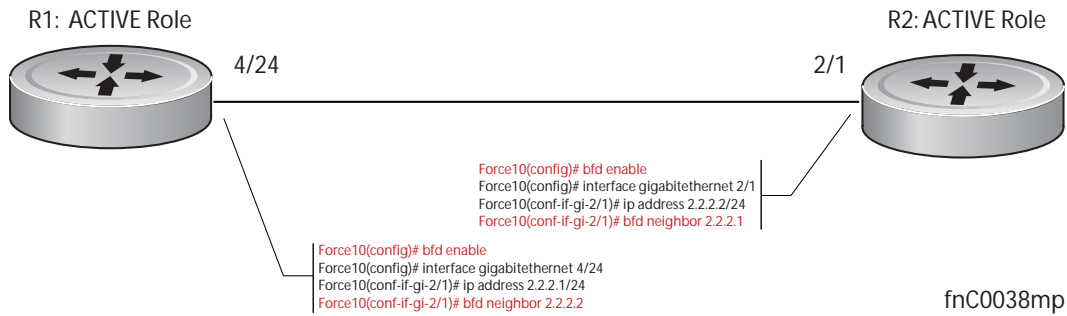 R1: ACTIVE Role
R2: ACTIVE Role
4/24
2/1
Force10(config)# bfd enable
Force10(config)# interface gigabitethernet 2/1
Force10(conf-if-gi-2/1)# ip address 2.2.2.2/24
Force10(conf-if-gi-2/1)# bfd neighbor 2.2.2.1
Force10(config)# bfd enable
Force10(config)# interface gigabitethernet 4/24
Force10(conf-if-gi-2/1)# ip address 2.2.2.1/24
Force10(conf-if-gi-2/1)# bfd neighbor 2.2.2.2
fnC0038mp